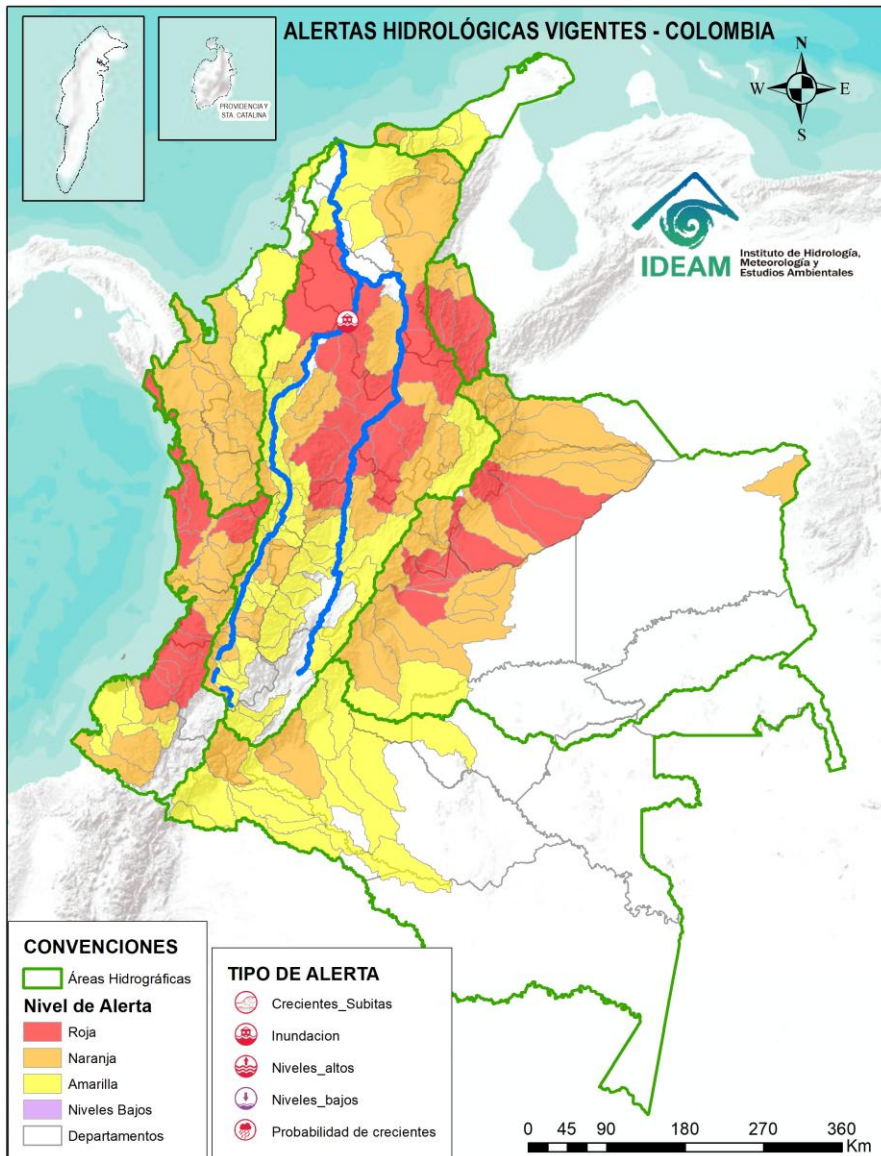 ALERTAS HIDROLÓGICAS VIGENTES - COLOMBIA
PROVIDENCIA Y
STA. CATALINA
N
W
E
S
IDEAM
Instituto de Hidrología,
Meteorología y
Estudios Ambientales
CONVENCIONES
Áreas Hidrográficas
Nivel de Alerta
Roja
Naranja
Amarilla
Niveles Bajos
Departamentos
TIPO DE ALERTA
Crecientes_Subitas
Inundacion
Niveles_altos
Niveles_bajos
Probabilidad de crecientes
0 45 90 180 270 360
Km